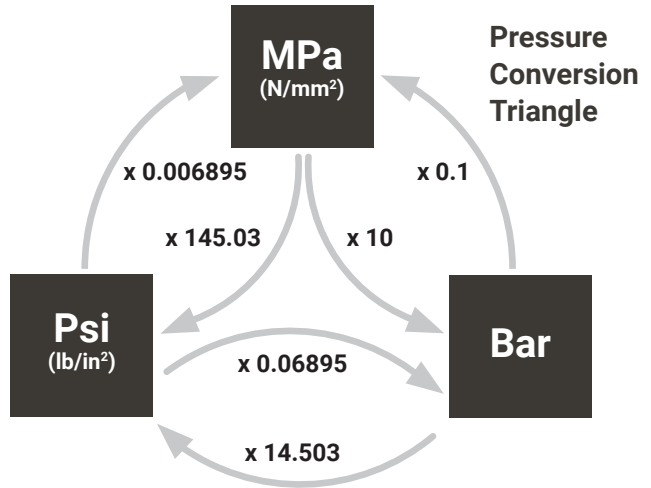 MPa
(N/mm²)
Pressure
Conversion
Triangle
x 0.006895
x 0.1
x 145.03
x 10
Psi
(lb/in²)
Bar
x 0.06895
x 14.503